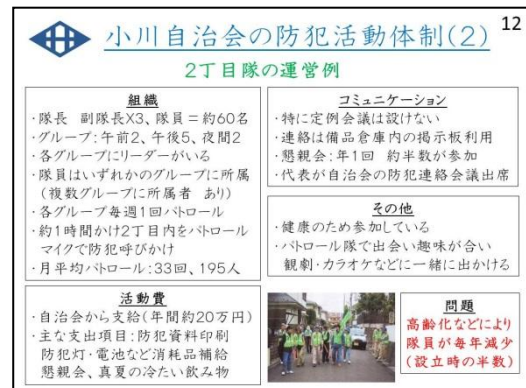 12
小川自治会の防犯活動体制(2)
2丁目隊の運営例
組織
・隊長 副隊長X3、隊員=約60名
・グループ:午前2、午後5、夜間2
・各グループにリーダーがいる
・隊員はいずれかのグループに所属
(複数グループに所属者 あり)
・各グループ毎週1回パトロール
・約1時間かけ2丁目内をパトロール
マイクで防犯呼びかけ
・月平均パトロール:33回、195人
活動費
・自治会から支給(年間約20万円)
・主な支出項目:防犯資料印刷
防犯灯・電池など消耗品補給
懇親会、真夏の冷たい飲み物
コミュニケーション
・特に定例会議は設けない
・連絡は備品倉庫内の掲示板利用
・懇親会:年1回 約半数が参加
・代表が自治会の防犯連絡会議出席
その他
・健康のため参加している
・パトロール隊で出会い趣味が合い
観劇・カラオケなどに一緒に出かける
問題
高齢化などにより
隊員が毎年減少
(設立時の半数)